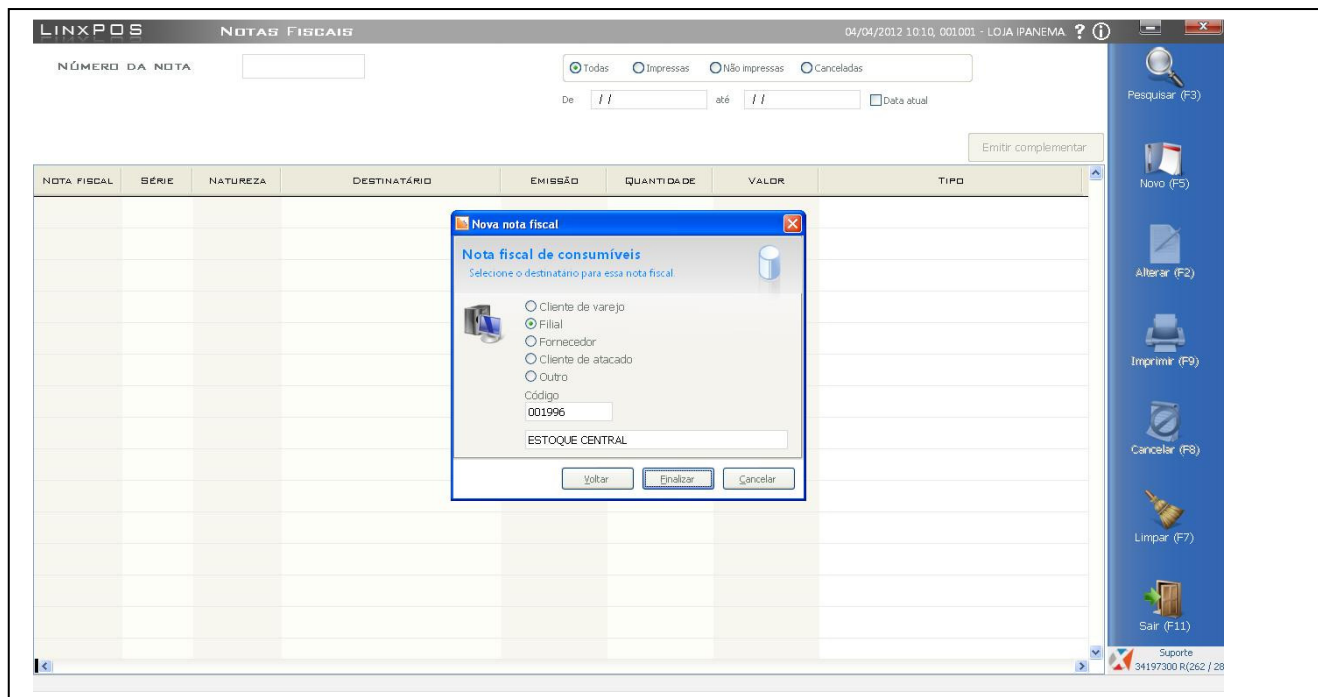 LINXPOS NOTAS FISCAIS 04/04/2012 10:10, 001001 - LOJA IPANEMA ?
NÚMERO DA NOTA
Todas Impressas Não impressas Canceladas
De / / até / / Data atual
Emitir complementar
NOTA FISCAL SÉRIE NATUREZA DESTINATÁRIO EMISSÃO QUANTIDADE VALOR TIPO
Nova nota fiscal
Nota fiscal de consumíveis
Selecione o destinatário para essa nota fiscal.
Cliente de varejo
Filial
Fornecedor
Cliente de atacado
Outro
Código
001996
ESTOQUE CENTRAL
Voltar Finalizar Cancelar
Pesquisar (F3)
Novo (F5)
Alterar (F2)
Imprimir (F9)
Cancelar (F8)
Limpar (F7)
Sair (F11)
Suporte
34197300 R(262 / 28